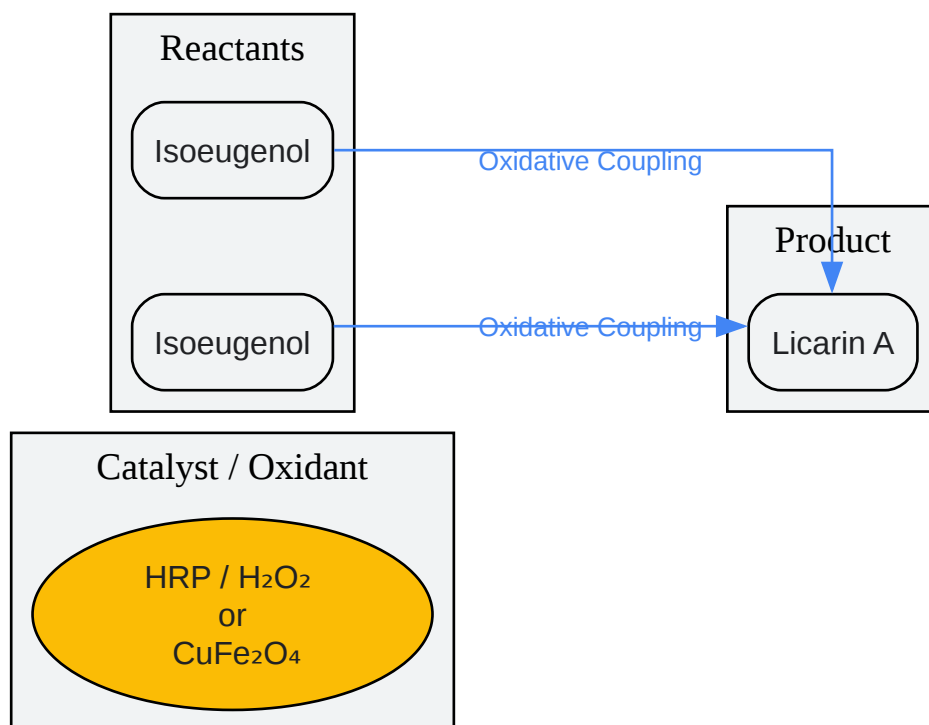 Reactants
Isoeugenol
Oxidative Coupling
Product
Isoeugenol
Oxidative Coupling
Licarin A
Catalyst / Oxidant
HRP / H₂O₂
or
CuFe₂O₄